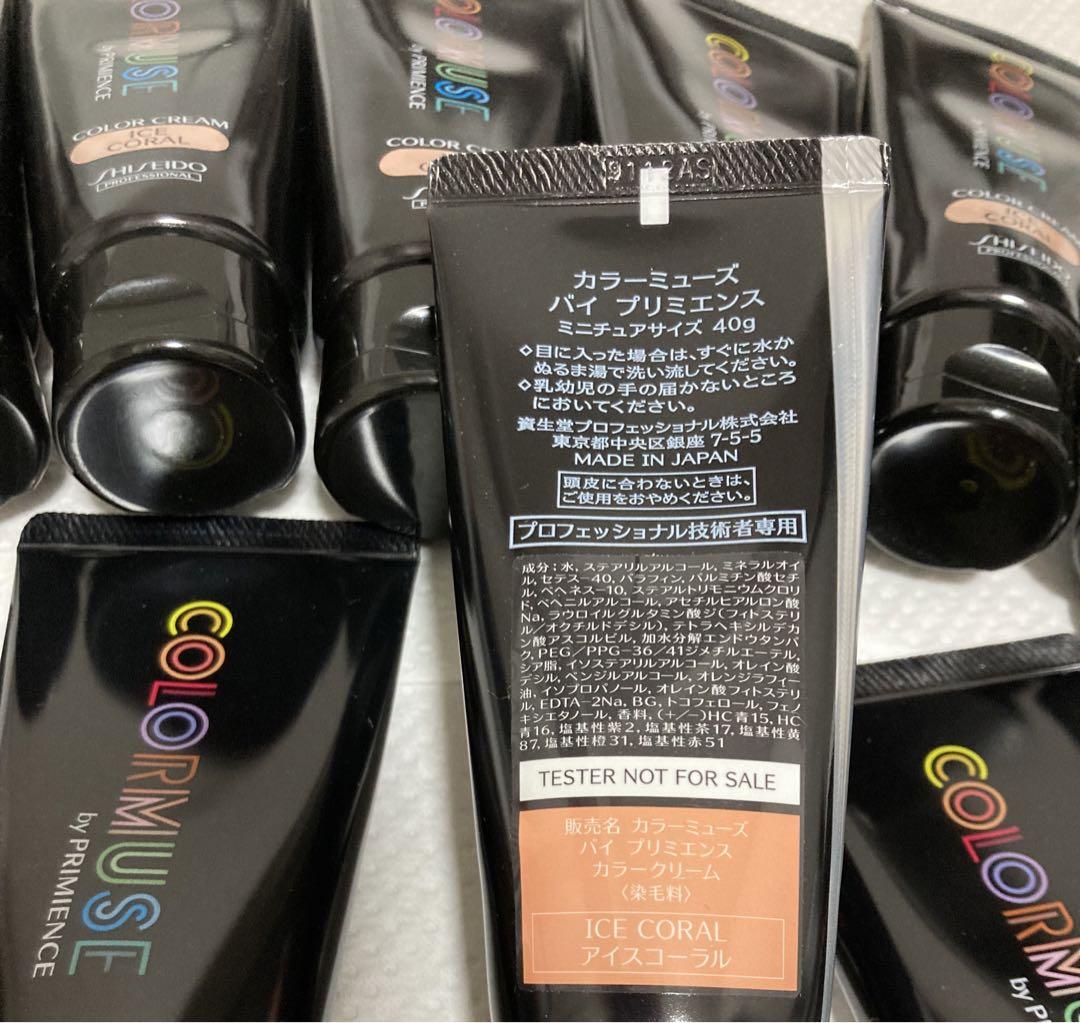 COLORMUSE
by PRIMIENCE
COLOR CREAM
ICE
CORAL
SHISEIDO
PROFESSIONAL
カラーミューズ
バイ プリミエンス
ミニチュアサイズ 40g
◇目に入った場合は、すぐに水か
ぬるま湯で洗い流してください。
◇乳幼児の手の届かないところ
においてください。
資生堂プロフェッショナル株式会社
東京都中央区銀座 7-5-5
MADE IN JAPAN
頭皮に合わないときは、
ご使用をおやめください。
プロフェッショナル技術者専用
成分：水, ステアリルアルコール, ミネラルオイ
ル, セテス-40, パラフィン, パルミチン酸セチ
ル, ベヘネス-10, ステアルトリモニウムクロリ
ド, ベヘニルアルコール, アセチルヒアルロン酸
Na, ラウロイルグルタミン酸ジ(フィトステリ
ル／オクチルドデシル), テトラヘキシルデカ
ン酸アスコルビル, 加水分解エンドウタンパ
ク, PEG／PPG-36／41ジメチルエーテル,
シア脂, イソステアリルアルコール, オレイン酸
デシル, ベンジルアルコール, オレンジラフィー
油, イソプロパノール, オレイン酸フィトステリ
ル, EDTA-2Na, BG, トコフェロール, フェノ
キシエタノール, 香料, (+/−)HC青15, HC
青16, 塩基性紫2, 塩基性茶17, 塩基性黄
87, 塩基性橙31, 塩基性赤51
TESTER NOT FOR SALE
販売名 カラーミューズ
バイ プリミエンス
カラークリーム
〈染毛料〉
ICE CORAL
アイスコーラル
COLORMUSE
by PRIMIENCE